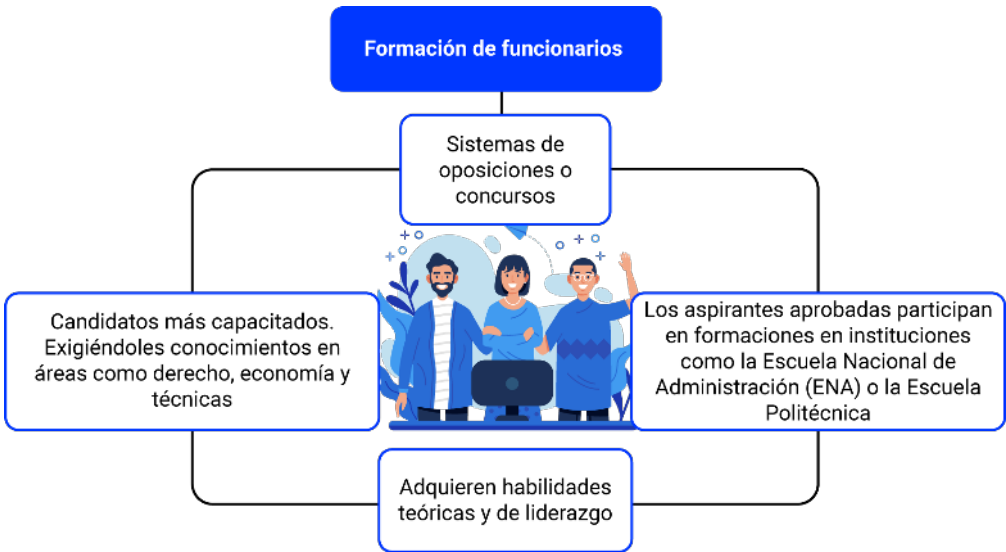 Formación de funcionarios
Sistemas de
oposiciones o
concursos
Candidatos más capacitados.
Exigiéndoles conocimientos en
áreas como derecho, economía y
técnicas
Los aspirantes aprobadas participan
en formaciones en instituciones
como la Escuela Nacional de
Administración (ENA) o la Escuela
Politécnica
Adquieren habilidades
teóricas y de liderazgo